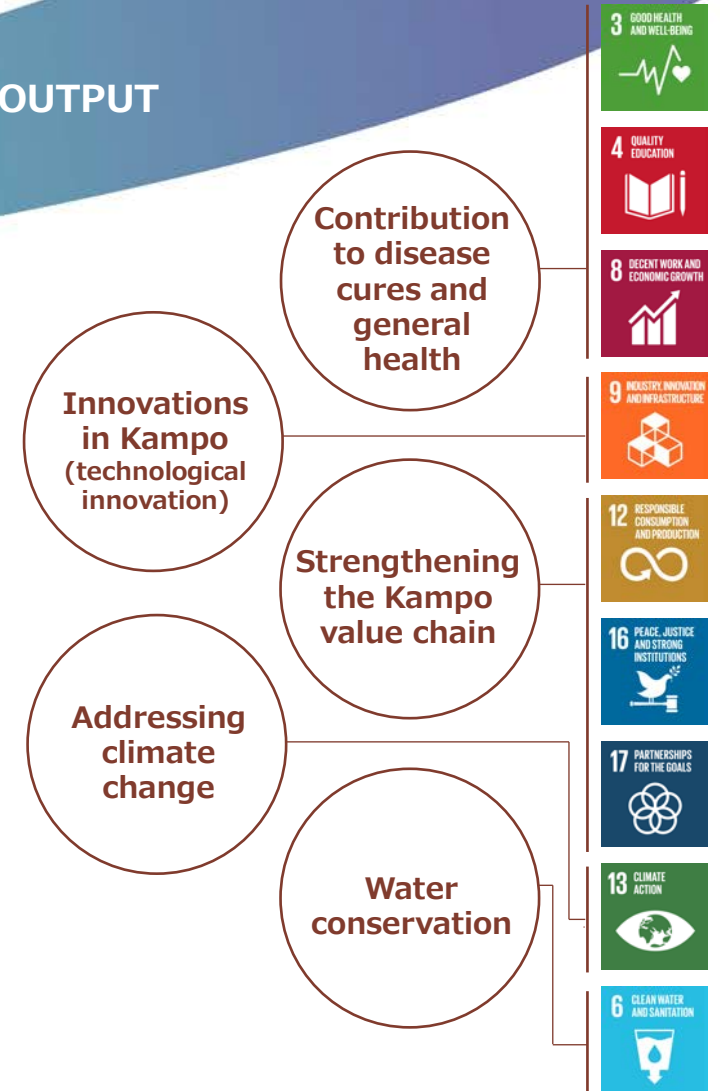 OUTPUT
Contribution
to disease
cures and
general
health
Innovations
in Kampo
(technological
innovation)
Strengthening
the Kampo
value chain
Addressing
climate
change
Water
conservation
3 GOOD HEALTH
AND WELL-BEING
4 QUALITY
EDUCATION
8 DECENT WORK AND
ECONOMIC GROWTH
9 INDUSTRY, INNOVATION
AND INFRASTRUCTURE
12 RESPONSIBLE
CONSUMPTION
AND PRODUCTION
16 PEACE, JUSTICE
AND STRONG
INSTITUTIONS
17 PARTNERSHIPS
FOR THE GOALS
13 CLIMATE
ACTION
6 CLEAN WATER
AND SANITATION